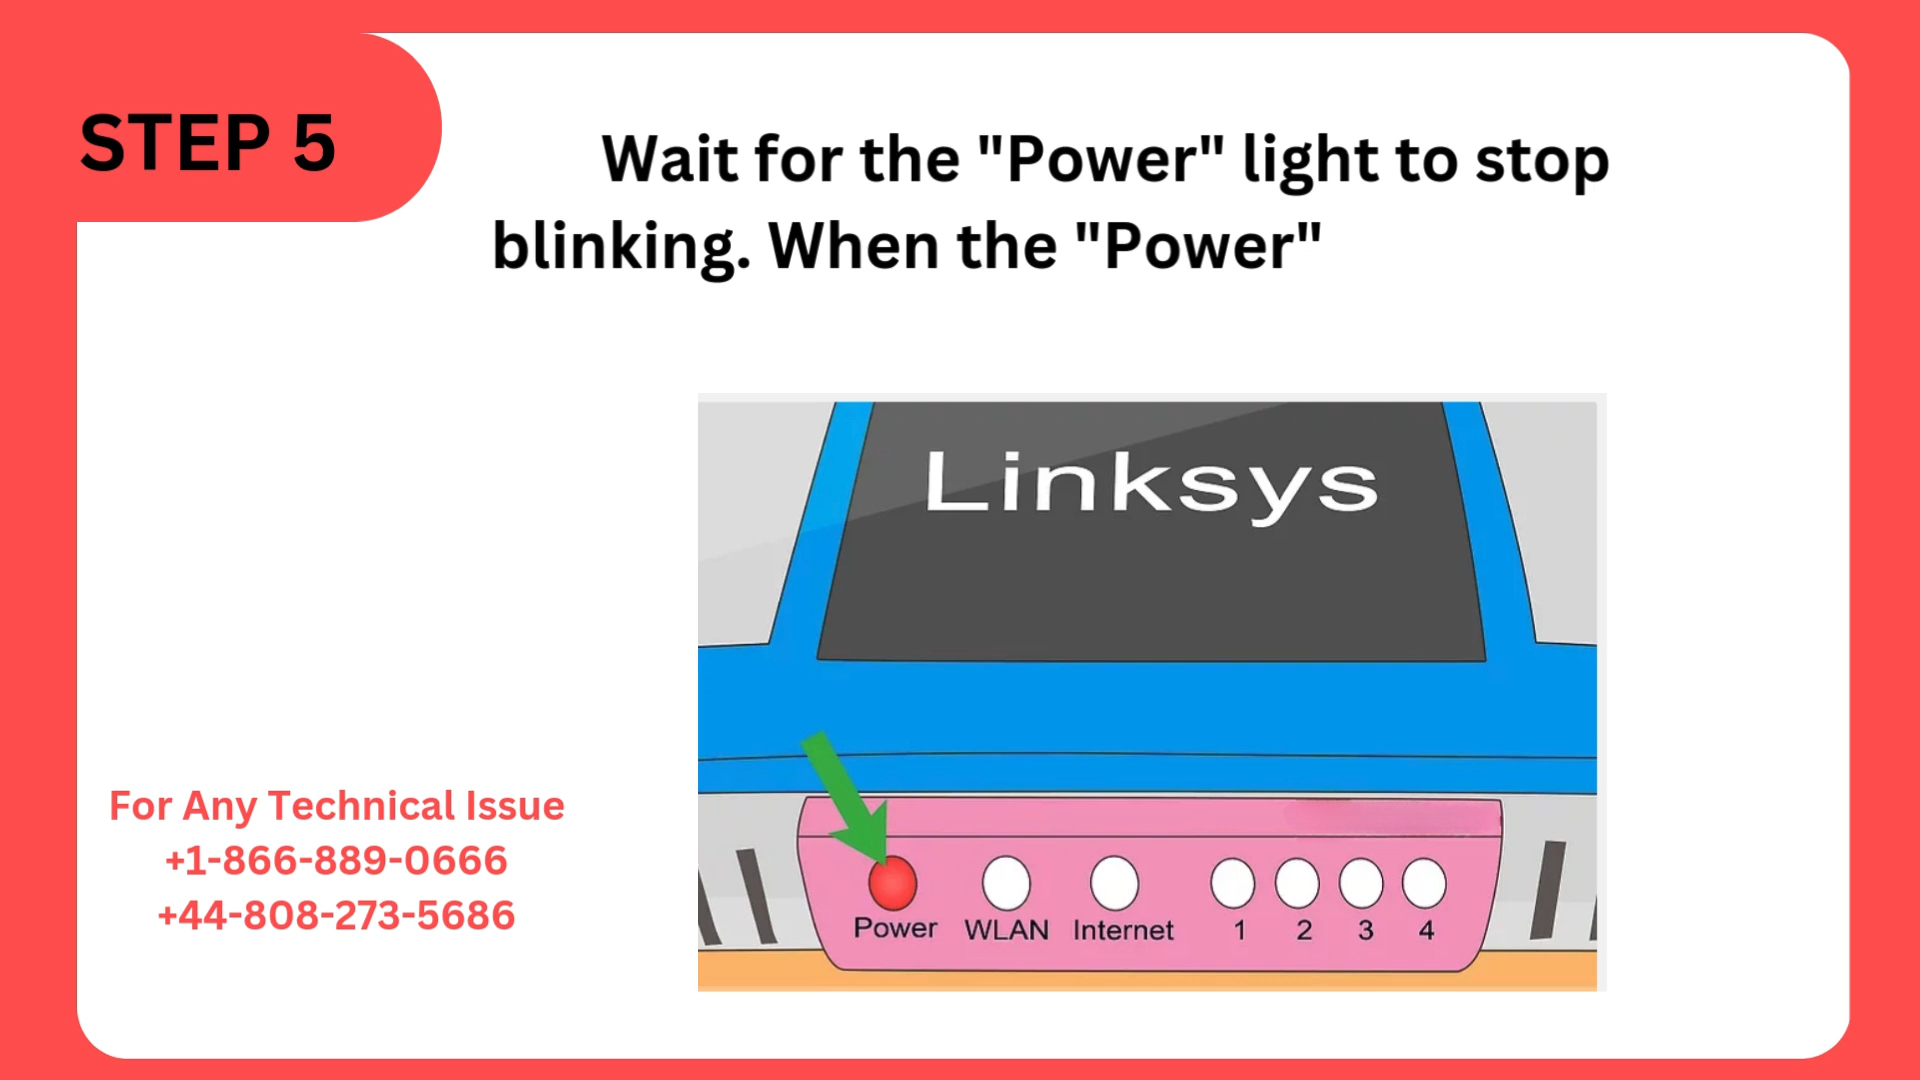 STEP 5
Wait for the "Power" light to stop
blinking. When the "Power"
Linksys
Power WLAN Internet 1 2 3 4
For Any Technical Issue
+1-866-889-0666
+44-808-273-5686